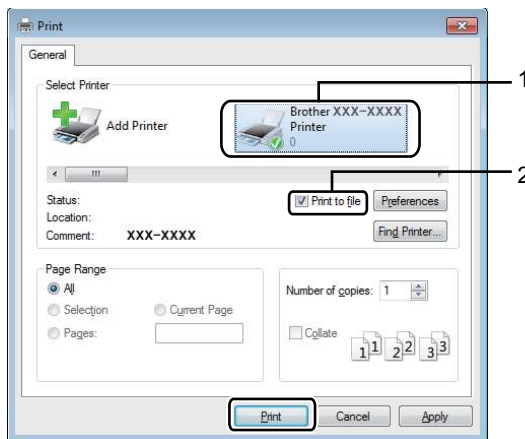 Print
General
Select Printer
1
Add Printer
Brother XXX-XXXX
Printer
0
2
Status:
Print to file
Preferences
Location:
Comment: XXX-XXXX
Find Printer...
Page Range
All
Selection
Current Page
Pages:
Number of copies: 1
Collate
1 1 2 2 3 3
Print
Cancel
Apply